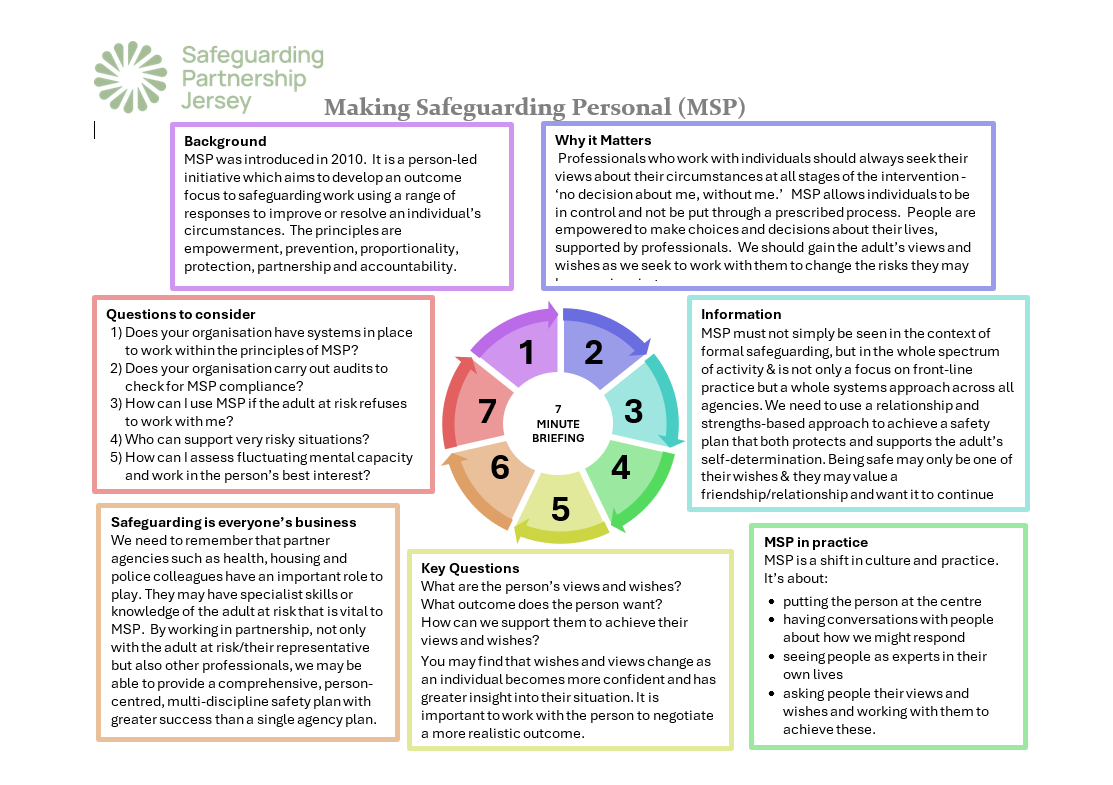 Safeguarding
Partnership
Jersey
Making Safeguarding Personal (MSP)
Background
MSP was introduced in 2010. It is a person-led
initiative which aims to develop an outcome
focus to safeguarding work using a range of
responses to improve or resolve an individual's
circumstances. The principles are
empowerment, prevention, proportionality,
protection, partnership and accountability.
Why it Matters
Professionals who work with individuals should always seek their
views about their circumstances at all stages of the intervention -
'no decision about me, without me.' MSP allows individuals to be
in control and not be put through a prescribed process. People are
empowered to make choices and decisions about their lives,
supported by professionals. We should gain the adult's views and
wishes as we seek to work with them to change the risks they may
Information
MSP must not simply be seen in the context of
formal safeguarding, but in the whole spectrum
of activity & is not only a focus on front-line
practice but a whole systems approach across all
agencies. We need to use a relationship and
strengths-based approach to achieve a safety
plan that both protects and supports the adult's
self-determination. Being safe may only be one of
their wishes & they may value a
friendship/relationship and want it to continue
MSP in practice
MSP is a shift in culture and practice.
It's about:
• putting the person at the centre
• having conversations with people
about how we might respond
• seeing people as experts in their
own lives
• asking people their views and
wishes and working with them to
achieve these.
Key Questions
What are the person's views and wishes?
What outcome does the person want?
How can we support them to achieve their
views and wishes?
You may find that wishes and views change as
an individual becomes more confident and has
greater insight into their situation. It is
important to work with the person to negotiate
a more realistic outcome.
Safeguarding is everyone's business
We need to remember that partner
agencies such as health, housing and
police colleagues have an important role to
play. They may have specialist skills or
knowledge of the adult at risk that is vital to
MSP. By working in partnership, not only
with the adult at risk/their representative
but also other professionals, we may be
able to provide a comprehensive, person-
centred, multi-discipline safety plan with
greater success than a single agency plan.
Questions to consider
1) Does your organisation have systems in place
to work within the principles of MSP?
2) Does your organisation carry out audits to
check for MSP compliance?
3) How can I use MSP if the adult at risk refuses
to work with me?
4) Who can support very risky situations?
5) How can I assess fluctuating mental capacity
and work in the person's best interest?
1
2
3
4
5
6
7
7
MINUTE
BRIEFING